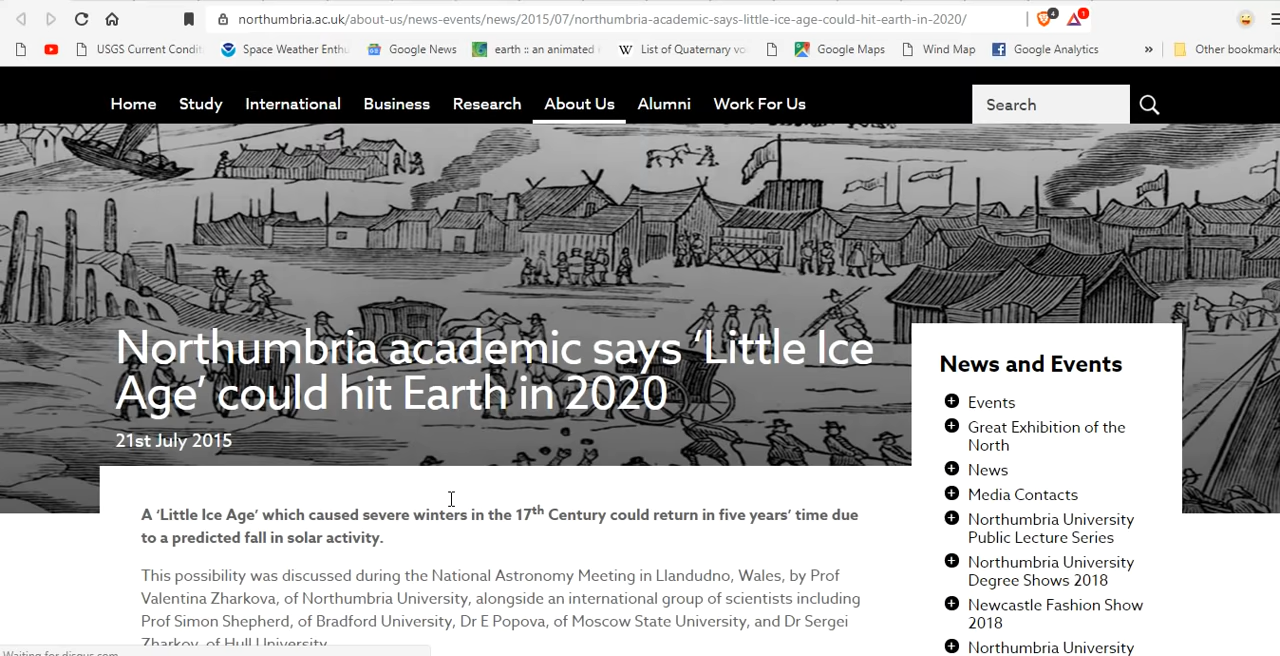 northumbria.ac.uk/about-us/news-events/news/2015/07/northumbria-academic-says-little-ice-age-could-hit-earth-in-2020/
4
1
USGS Current Condit
Space Weather Enthu
Google News
earth :: an animated
W List of Quaternary vo
Google Maps
Wind Map
Google Analytics
»
Other bookmarks
Home
Study
International
Business
Research
About Us
Alumni
Work For Us
Search
Northumbria academic says ‘Little Ice
Age’ could hit Earth in 2020
21st July 2015
A ‘Little Ice Age’ which caused severe winters in the 17th Century could return in five years’ time due
to a predicted fall in solar activity.
This possibility was discussed during the National Astronomy Meeting in Llandudno, Wales, by Prof
Valentina Zharkova, of Northumbria University, alongside an international group of scientists including
Prof Simon Shepherd, of Bradford University, Dr E Popova, of Moscow State University, and Dr Sergei
Zharkov, of Hull University.
News and Events
Events
Great Exhibition of the
North
News
Media Contacts
Northumbria University
Public Lecture Series
Northumbria University
Degree Shows 2018
Newcastle Fashion Show
2018
Northumbria University
Waiting for disqus.com